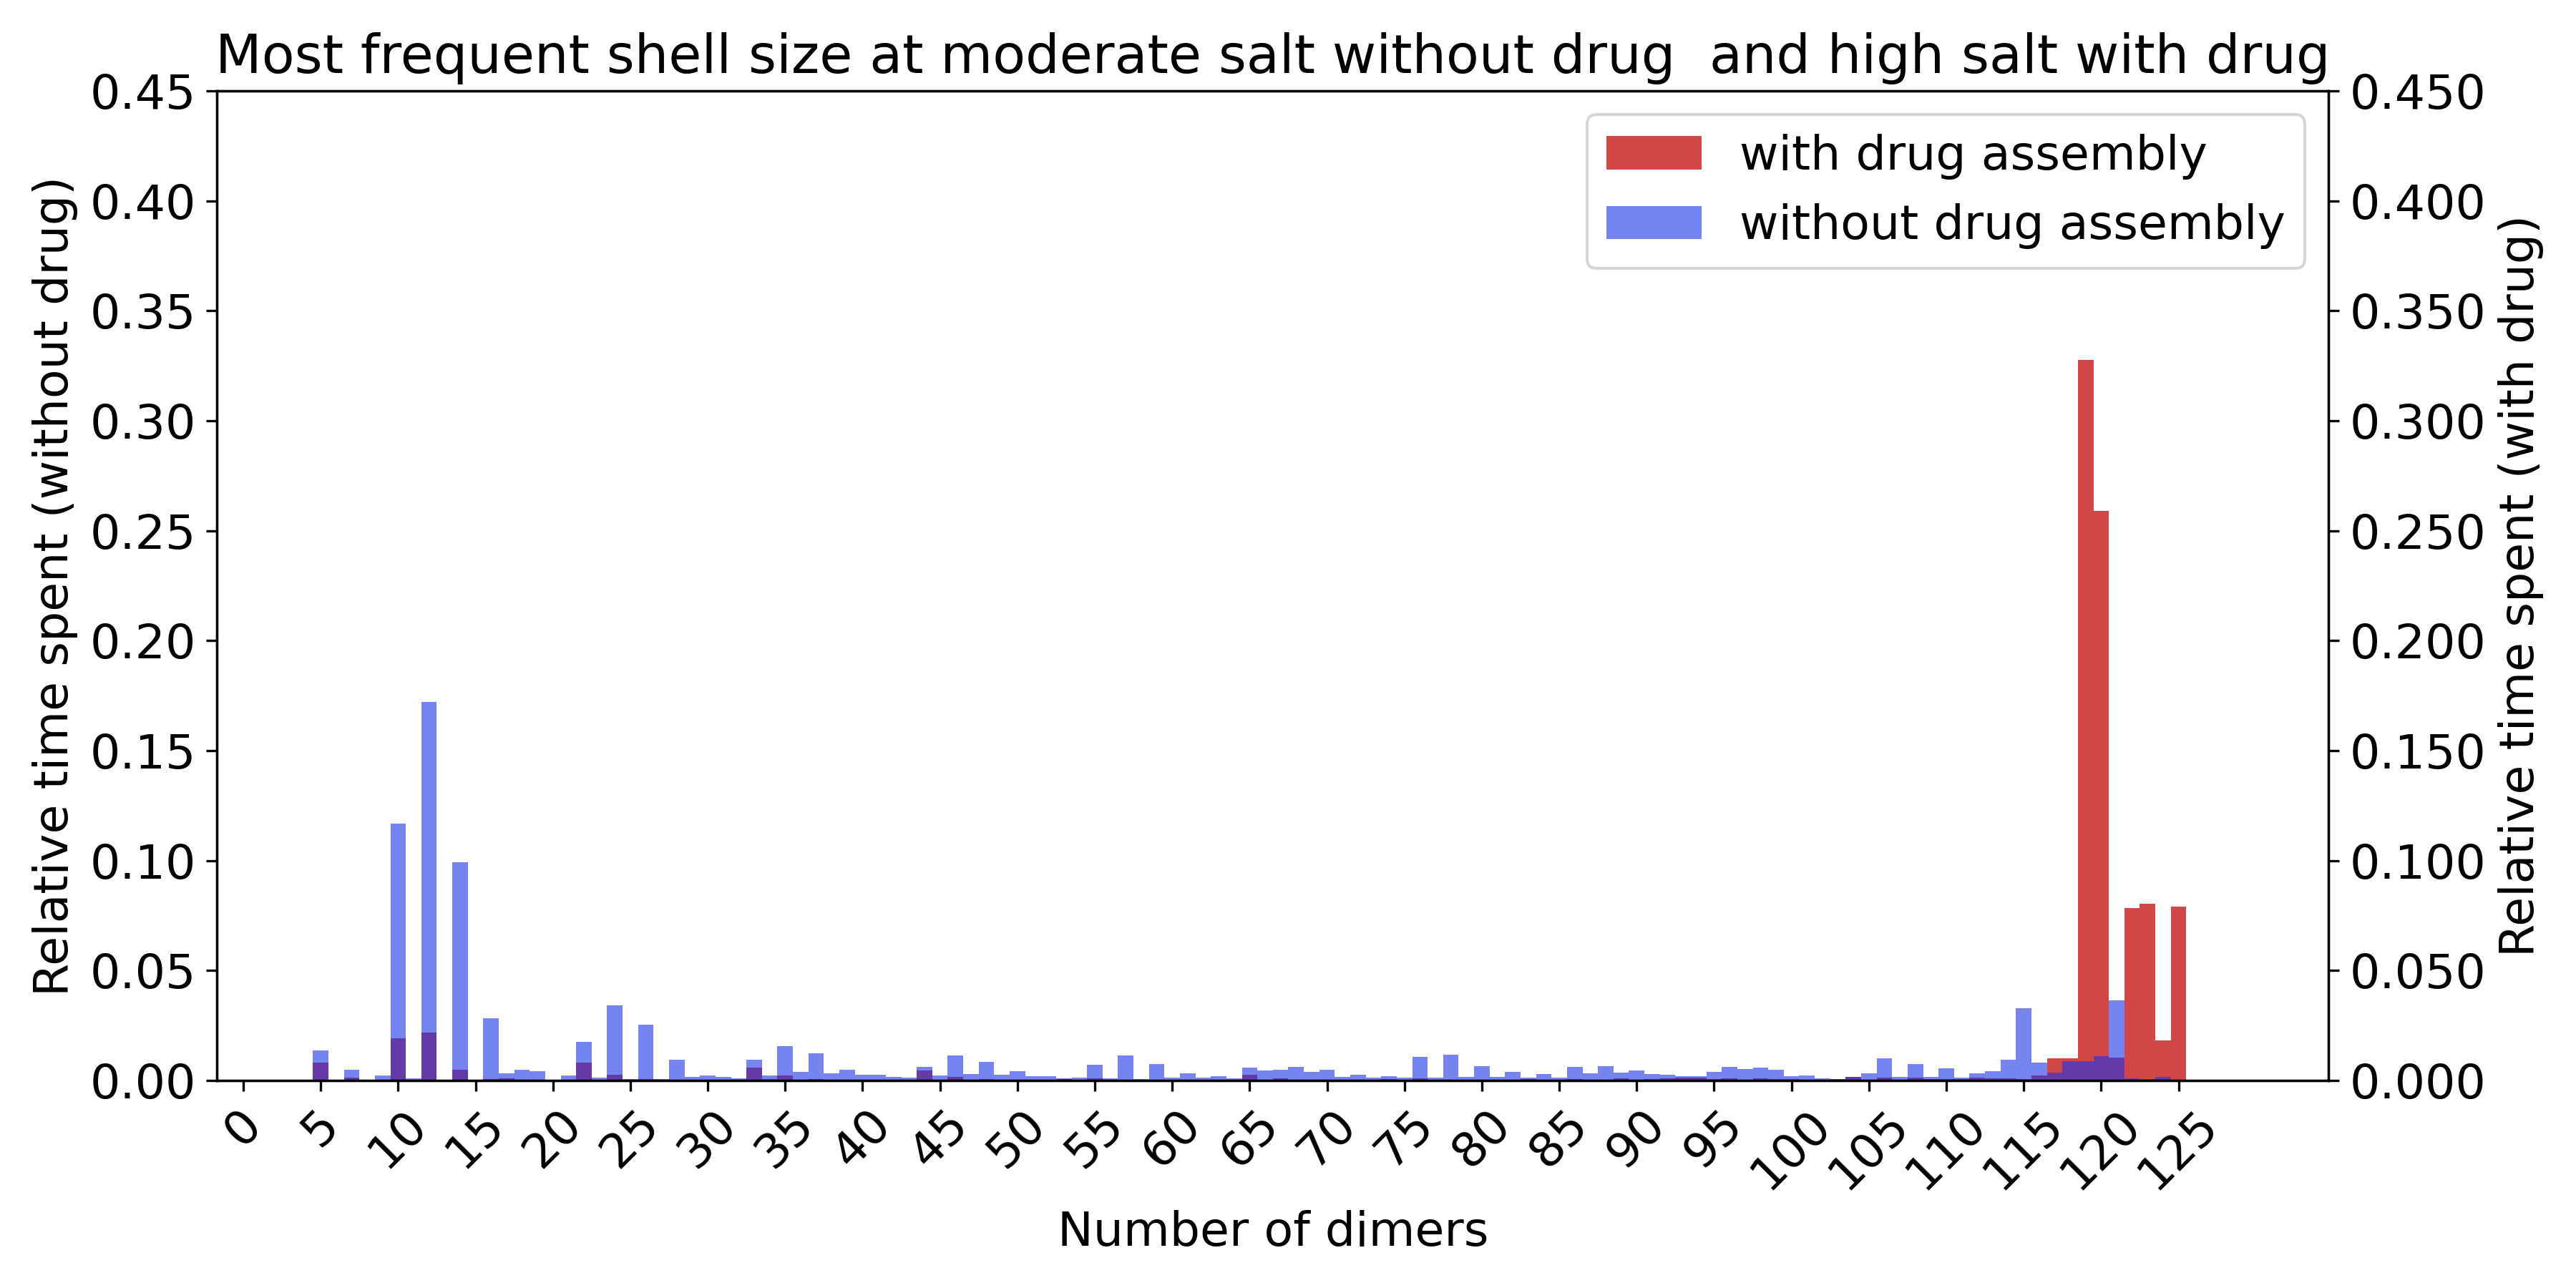 Most frequent shell size at moderate salt without drug  and high salt with drug
with drug assembly
without drug assembly
Relative time spent (without drug)
0.45
0.40
0.35
0.30
0.25
0.20
0.15
0.10
0.05
0.00
Relative time spent (with drug)
0.450
0.400
0.350
0.300
0.250
0.200
0.150
0.100
0.050
0.000
0 5 10 15 20 25 30 35 40 45 50 55 60 65 70 75 80 85 90 95 100 105 110 115 120 125
Number of dimers